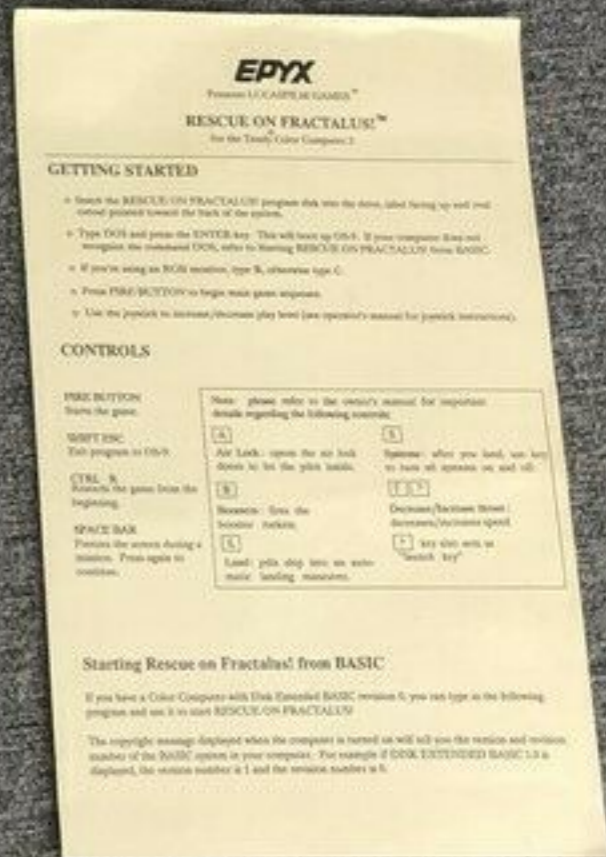 EPYX
Presents LUCASFILM GAMES™
RESCUE ON FRACTALUS!™
for the Tandy® Color Computer 3
GETTING STARTED
o Insert the RESCUE ON FRACTALUS! program disk into the drive, label facing up and oval
cutout pointed toward the back of the system.
o Type DOS and press the ENTER key. This will boot up OS-9. If your computer does not
recognize the command DOS, refer to Starting RESCUE ON FRACTALUS! from BASIC.
o If you're using an RGB monitor, type R, otherwise type C.
o Press FIRE BUTTON to begin main game sequence.
o Use the joystick to increase/decrease play level (see operator's manual for joystick instructions).
CONTROLS
FIRE BUTTON
Starts the game.
SHIFT ESC
Exit program to OS-9.
CTRL R
Restarts the game from the
beginning.
SPACE BAR
Freezes the screen during a
mission. Press again to
continue.
Note: please refer to the owner's manual for important
details regarding the following controls:
A
Air Lock: opens the air lock
doors to let the pilot inside.
B
Boosters: fires the
booster rockets.
L
Land: puts ship into an auto-
matic landing maneuver.
S
Systems: after you land, use key
to turn all systems on and off.
Decrease/Increase thrust:
decreases/increases speed.
key also acts as
"launch key"
Starting Rescue on Fractalus! from BASIC
If you have a Color Computer with Disk Extended BASIC revision 0, you can type in the following
program and use it to start RESCUE ON FRACTALUS!
The copyright message displayed when the computer is turned on will tell you the version and revision
number of the BASIC system in your computer. For example if DISK EXTENDED BASIC 1.0 is
displayed, the version number is 1 and the revision number is 0.